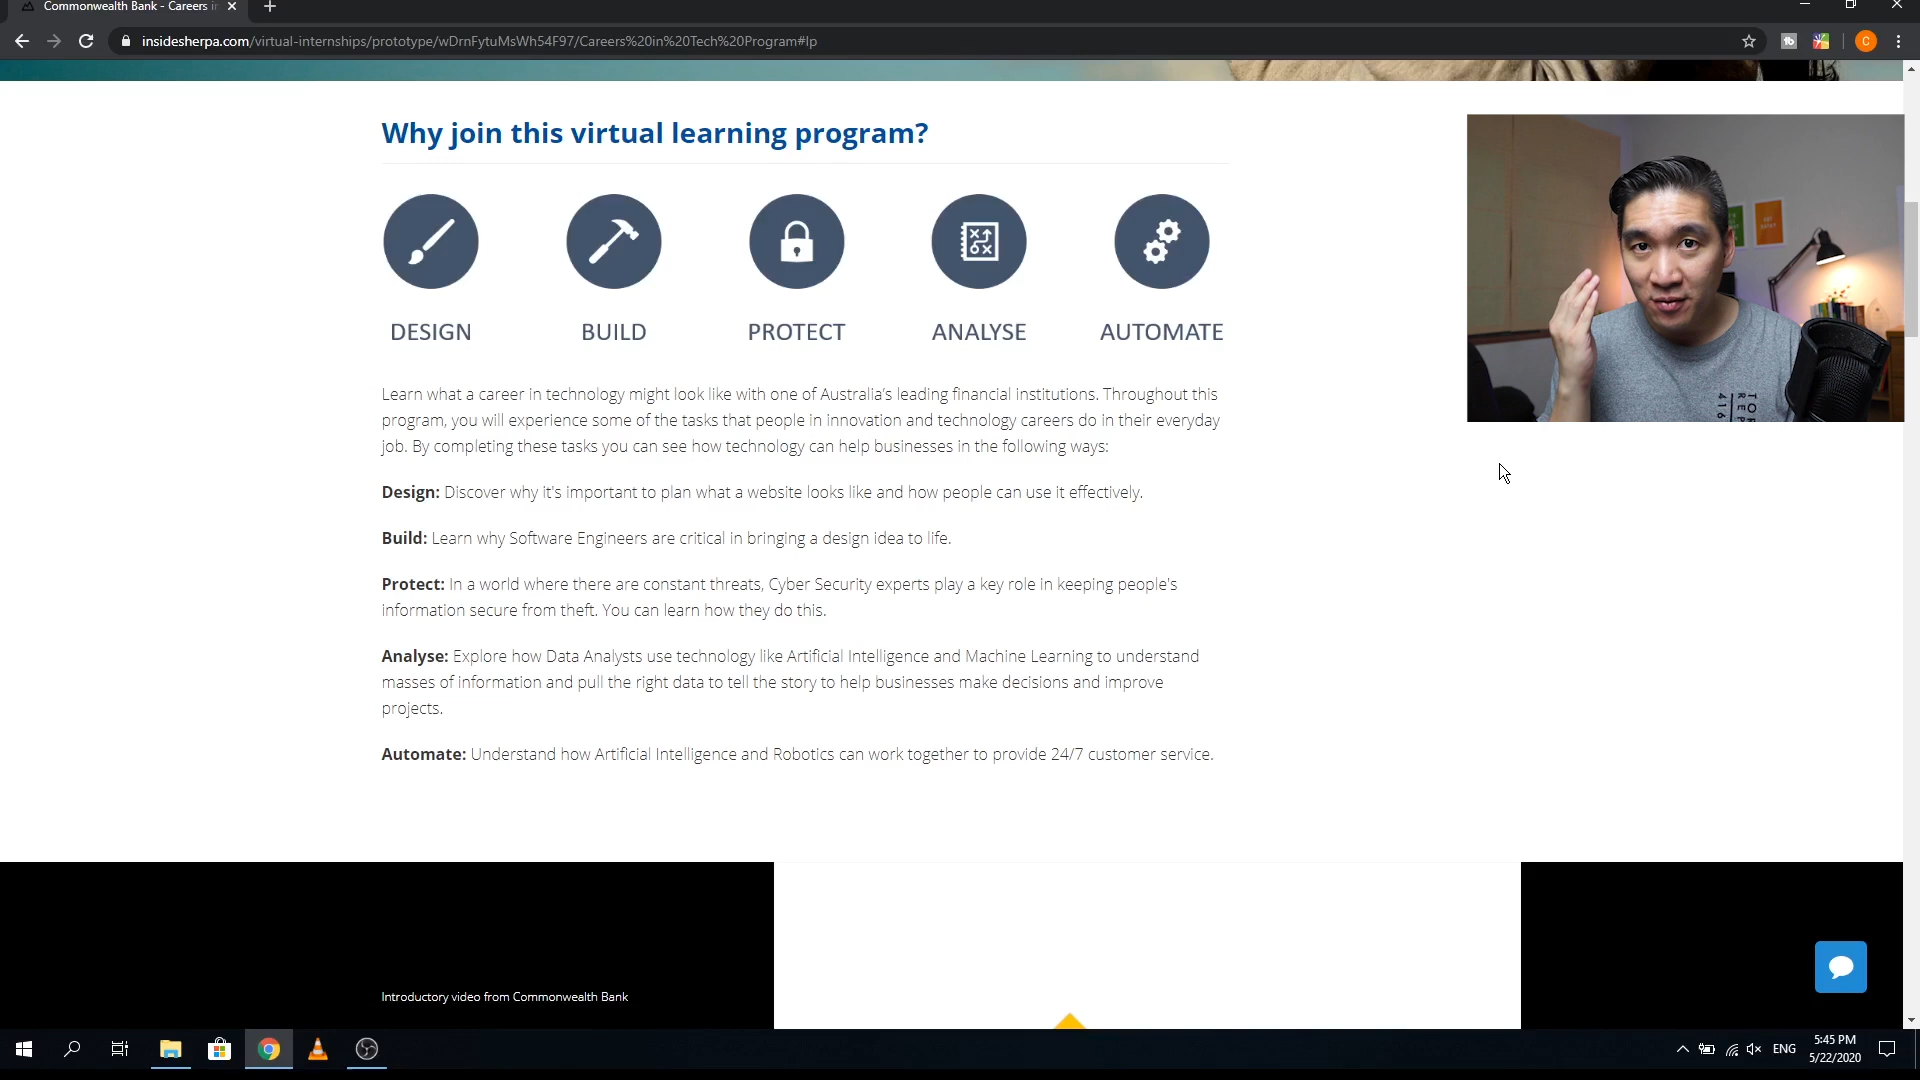 Commonwealth Bank - Careers in
insidesherpa.com/virtual-internships/prototype/wDrnFytuMsWh54F97/Careers%20in%20Tech%20Program#lp
C
Why join this virtual learning program?
DESIGN
BUILD
PROTECT
ANALYSE
AUTOMATE
Learn what a career in technology might look like with one of Australia's leading financial institutions. Throughout this
program, you will experience some of the tasks that people in innovation and technology careers do in their everyday
job. By completing these tasks you can see how technology can help businesses in the following ways:
Design: Discover why it's important to plan what a website looks like and how people can use it effectively.
Build: Learn why Software Engineers are critical in bringing a design idea to life.
Protect: In a world where there are constant threats, Cyber Security experts play a key role in keeping people's
information secure from theft. You can learn how they do this.
Analyse: Explore how Data Analysts use technology like Artificial Intelligence and Machine Learning to understand
masses of information and pull the right data to tell the story to help businesses make decisions and improve
projects.
Automate: Understand how Artificial Intelligence and Robotics can work together to provide 24/7 customer service.
Introductory video from Commonwealth Bank
ENG
5:45 PM
5/22/2020